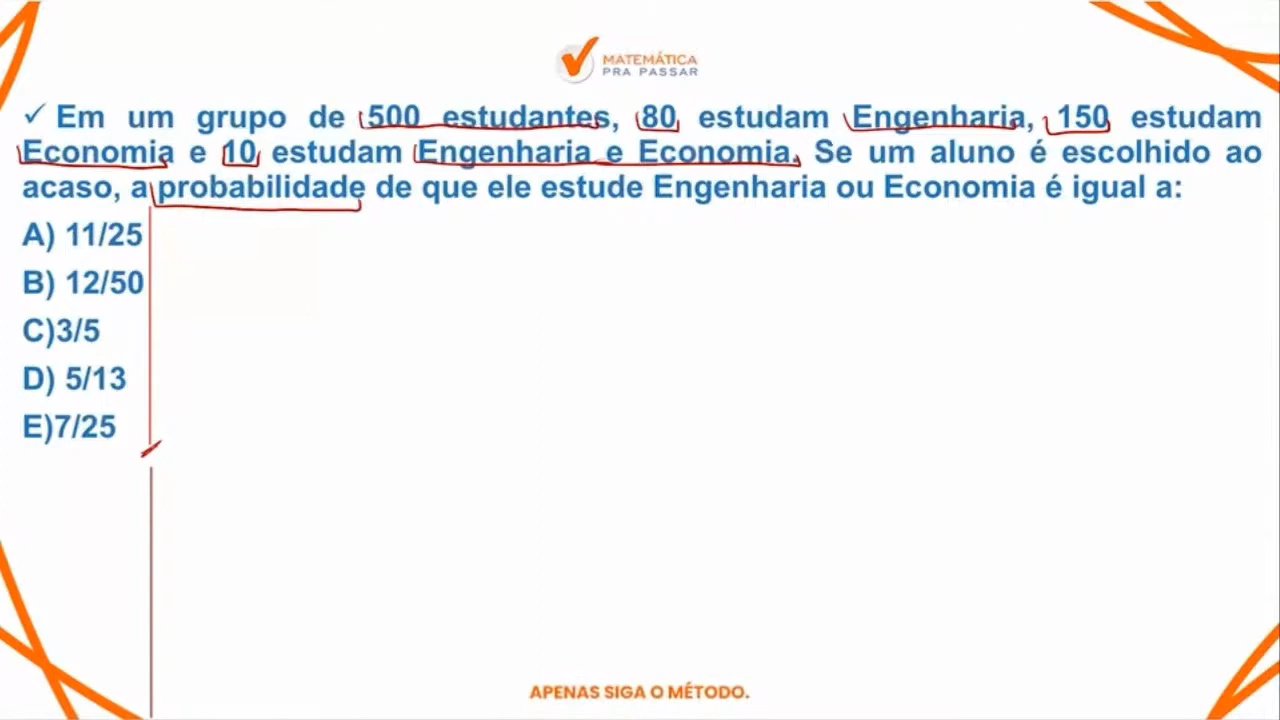 MATEMÁTICA
PRA PASSAR
✓ Em um grupo de 500 estudantes, 80 estudam Engenharia, 150 estudam
Economia e 10 estudam Engenharia e Economia. Se um aluno é escolhido ao
acaso, a probabilidade de que ele estude Engenharia ou Economia é igual a:
A) 11/25
B) 12/50
C)3/5
D) 5/13
E)7/25
APENAS SIGA O MÉTODO.